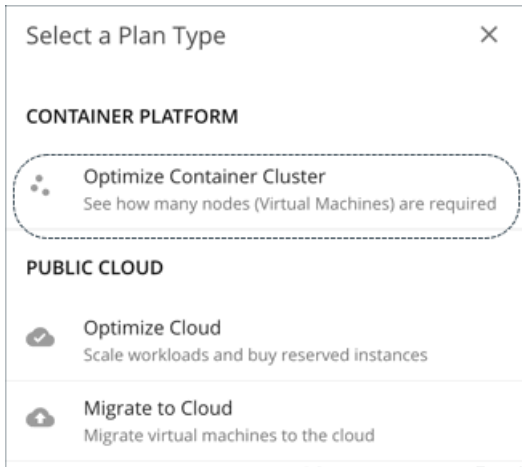 Select a Plan Type
CONTAINER PLATFORM
Optimize Container Cluster
See how many nodes (Virtual Machines) are required
PUBLIC CLOUD
Optimize Cloud
Scale workloads and buy reserved instances
Migrate to Cloud
Migrate virtual machines to the cloud